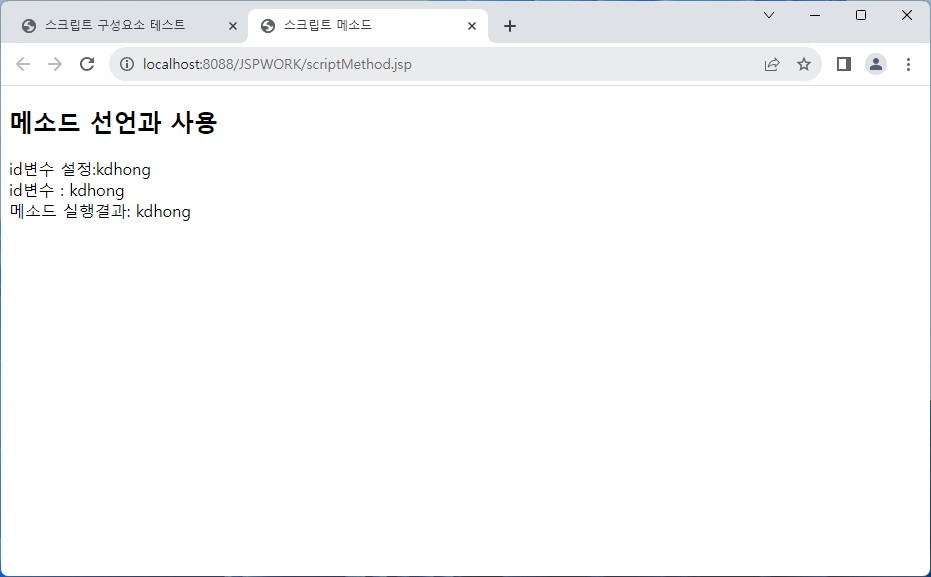 스크립트 구성요소 테스트
스크립트 메소드
localhost:8088/JSPWORK/scriptMethod.jsp
메소드 선언과 사용
id변수 설정:kdhong
id변수 : kdhong
메소드 실행결과: kdhong